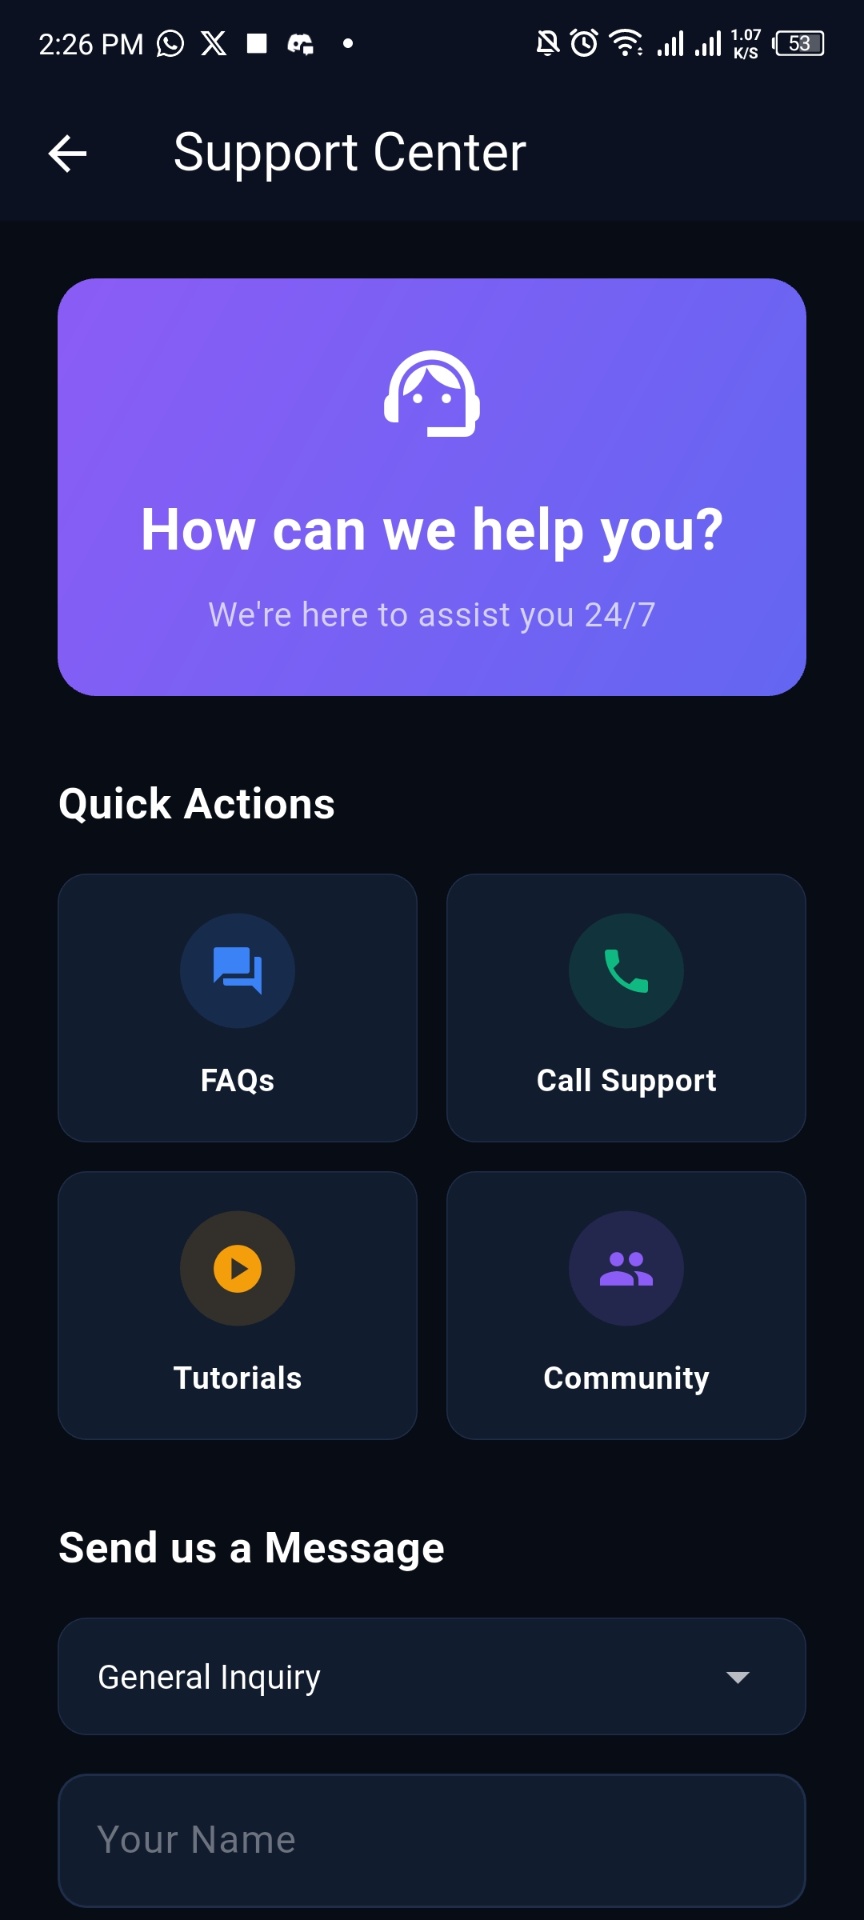 2:26 PM
1.07
K/S
53
Support Center
How can we help you?
We're here to assist you 24/7
Quick Actions
FAQs
Call Support
Tutorials
Community
Send us a Message
General Inquiry
Your Name